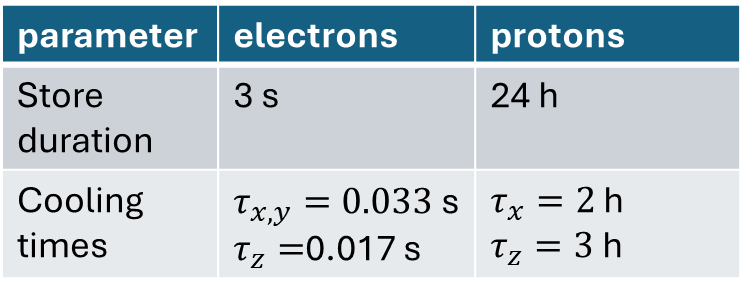 parameter electrons protons
Store duration 3 s 24 h
Cooling times τx,y = 0.033 s τx = 2 h
τz =0.017 s τz = 3 h